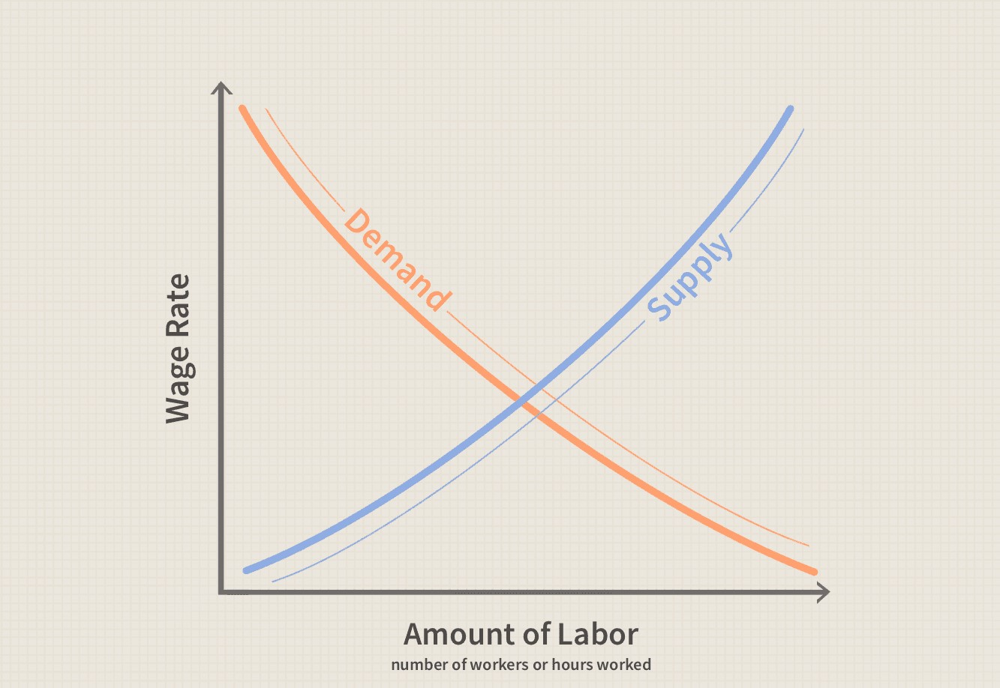 Demand
Supply
Wage Rate
Amount of Labor
number of workers or hours worked